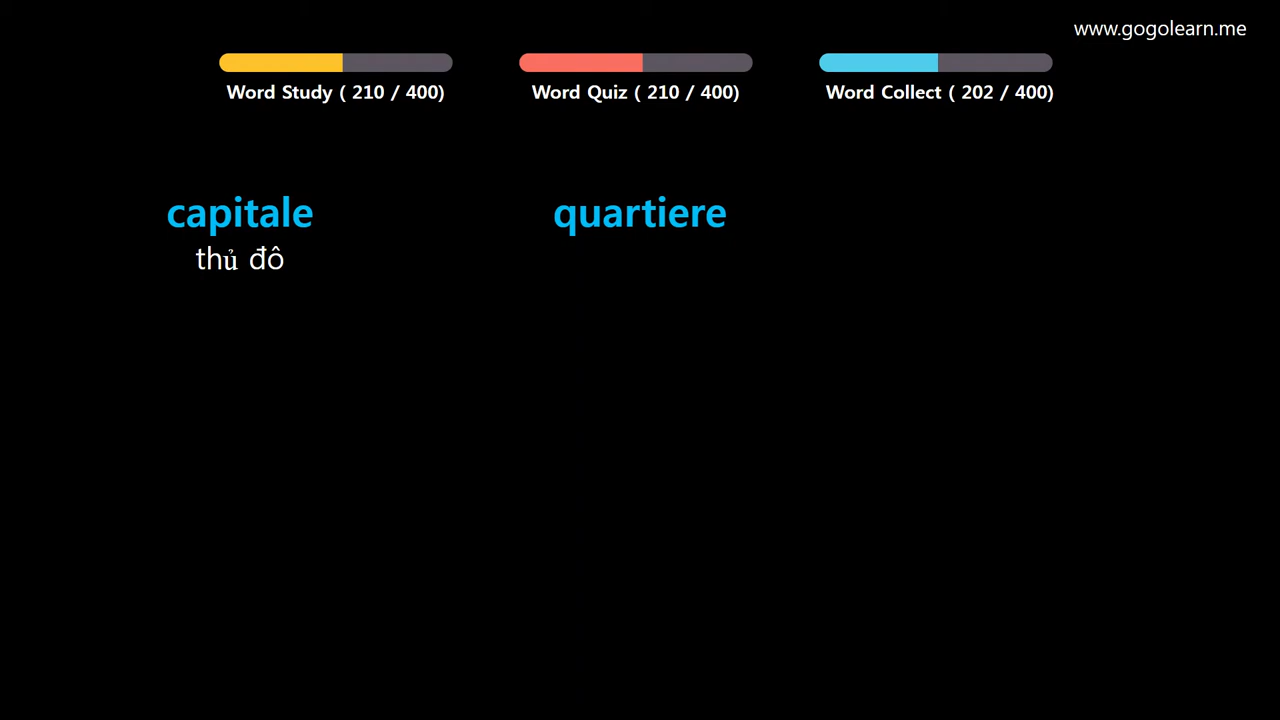 www.gogolearn.me
Word Study ( 210 / 400)
Word Quiz ( 210 / 400)
Word Collect ( 202 / 400)
capitale
thủ đô
quartiere